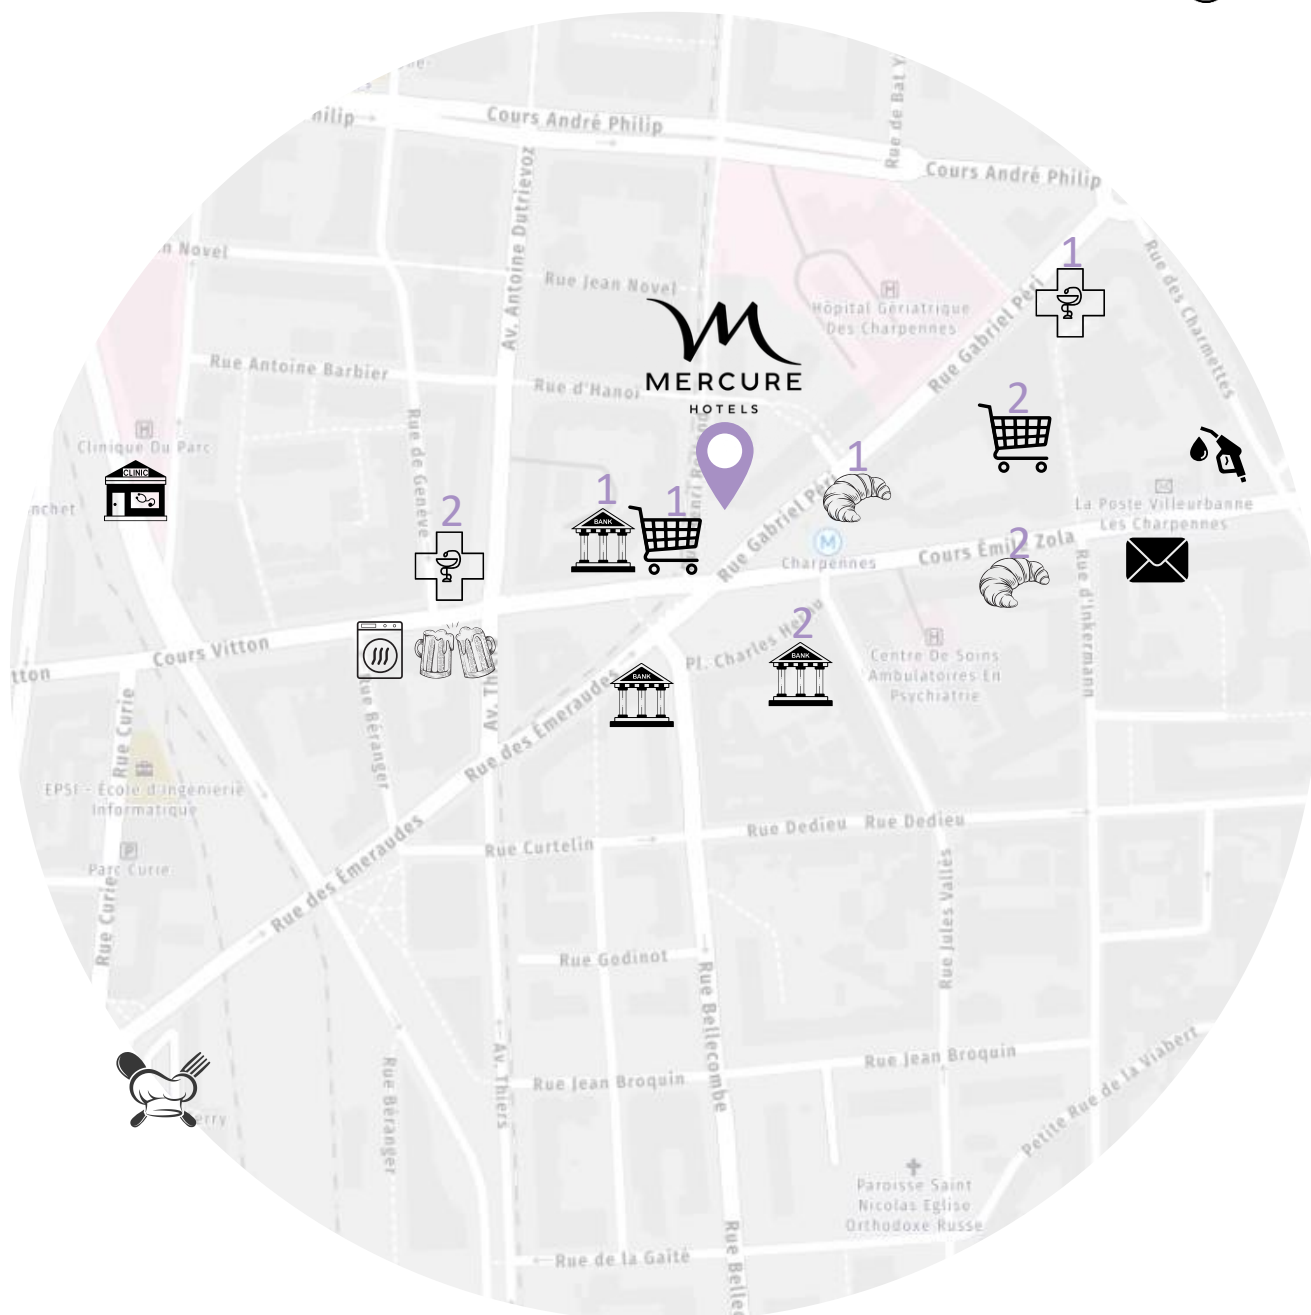 Cours André Philip
Rue de Bat Y
Cours André Philip
Av. Antoine Dutrievoz
Rue Jean Novel
Rue des Charmettes
1
Hôpital Gériatrique
Des Charpennes
Rue Gabriel Péri
MERCURE
HOTELS
Rue Antoine Barbier
Rue d'Hanoï
Rue de Genève
Clinique Du Parc
CLINIC
2
1
1
1
2
2
BANK
Rue Gabriel Péri
Charpennes
Cours Émile Zola
2
La Poste Villeurbanne
Les Charpennes
Rue d'Inkermann
Cours Vitton
tton
Rue Béranger
Av. Th
BANK
Pl. Charles Hernu
2
BANK
Centre De Soins
Ambulatoires En
Psychiatrie
Rue Curie
EPSI - École d'Ingénierie
Informatique
Parc Curie
Rue Curie
Rue des Émeraudes
Rue des Émeraudes
Rue Curtelin
Rue Dedieu
Rue Dedieu
Rue Jules Vallès
Rue Godinot
Rue Bellecombe
Rue Béranger
Av. Thiers
Rue Jean Broquin
Rue Jean Broquin
Petite Rue de la Viabert
erry
Paroisse Saint
Nicolas Eglise
Orthodoxe Russe
Rue de la Gaîté
Rue Belle